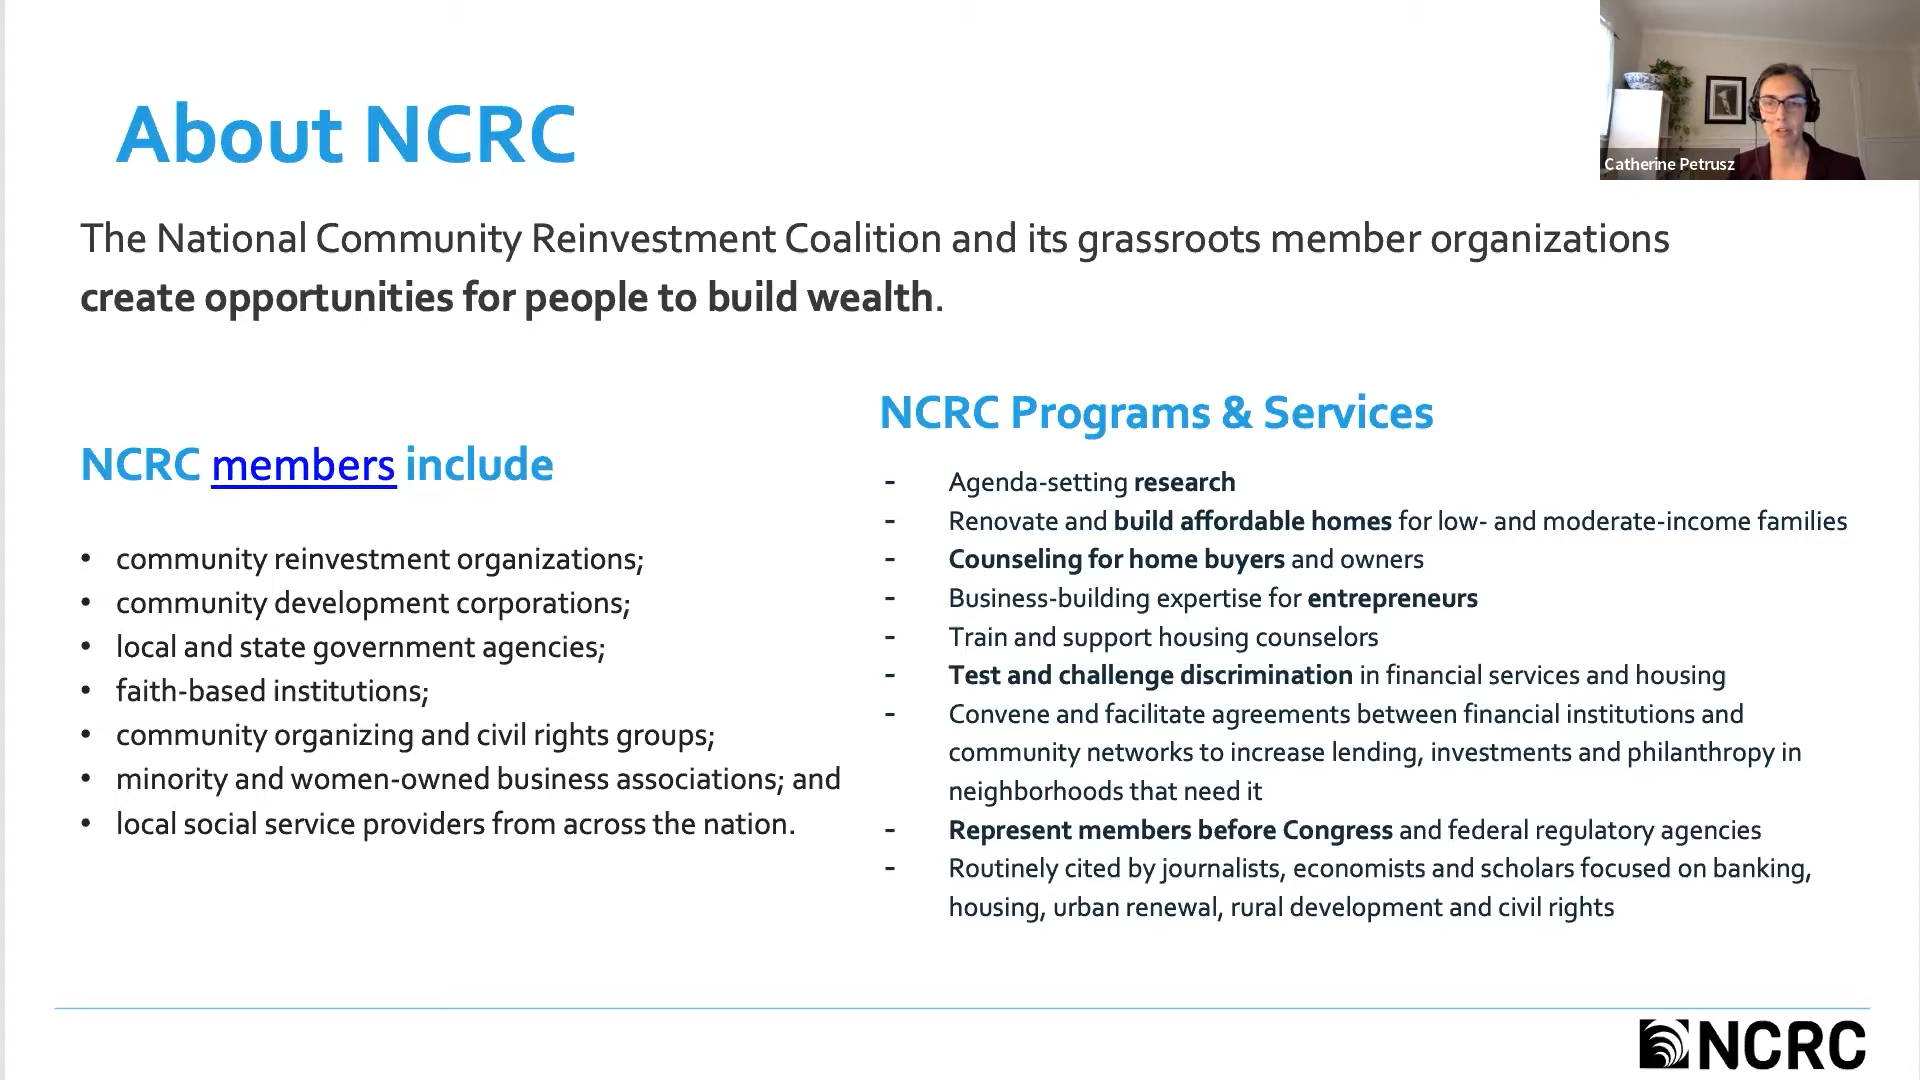 About NCRC
Catherine Petrusz
The National Community Reinvestment Coalition and its grassroots member organizations
create opportunities for people to build wealth.
NCRC members include
• community reinvestment organizations;
• community development corporations;
• local and state government agencies;
• faith-based institutions;
• community organizing and civil rights groups;
• minority and women-owned business associations; and
• local social service providers from across the nation.
NCRC Programs & Services
- Agenda-setting research
- Renovate and build affordable homes for low- and moderate-income families
- Counseling for home buyers and owners
- Business-building expertise for entrepreneurs
- Train and support housing counselors
- Test and challenge discrimination in financial services and housing
- Convene and facilitate agreements between financial institutions and
community networks to increase lending, investments and philanthropy in
neighborhoods that need it
- Represent members before Congress and federal regulatory agencies
- Routinely cited by journalists, economists and scholars focused on banking,
housing, urban renewal, rural development and civil rights
NCRC